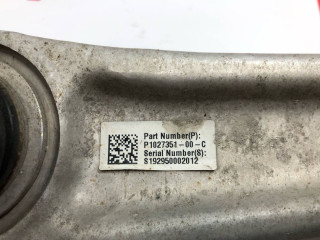 Part Number(P):
P1027351-00-C
Serial Number(S):
S192950002012